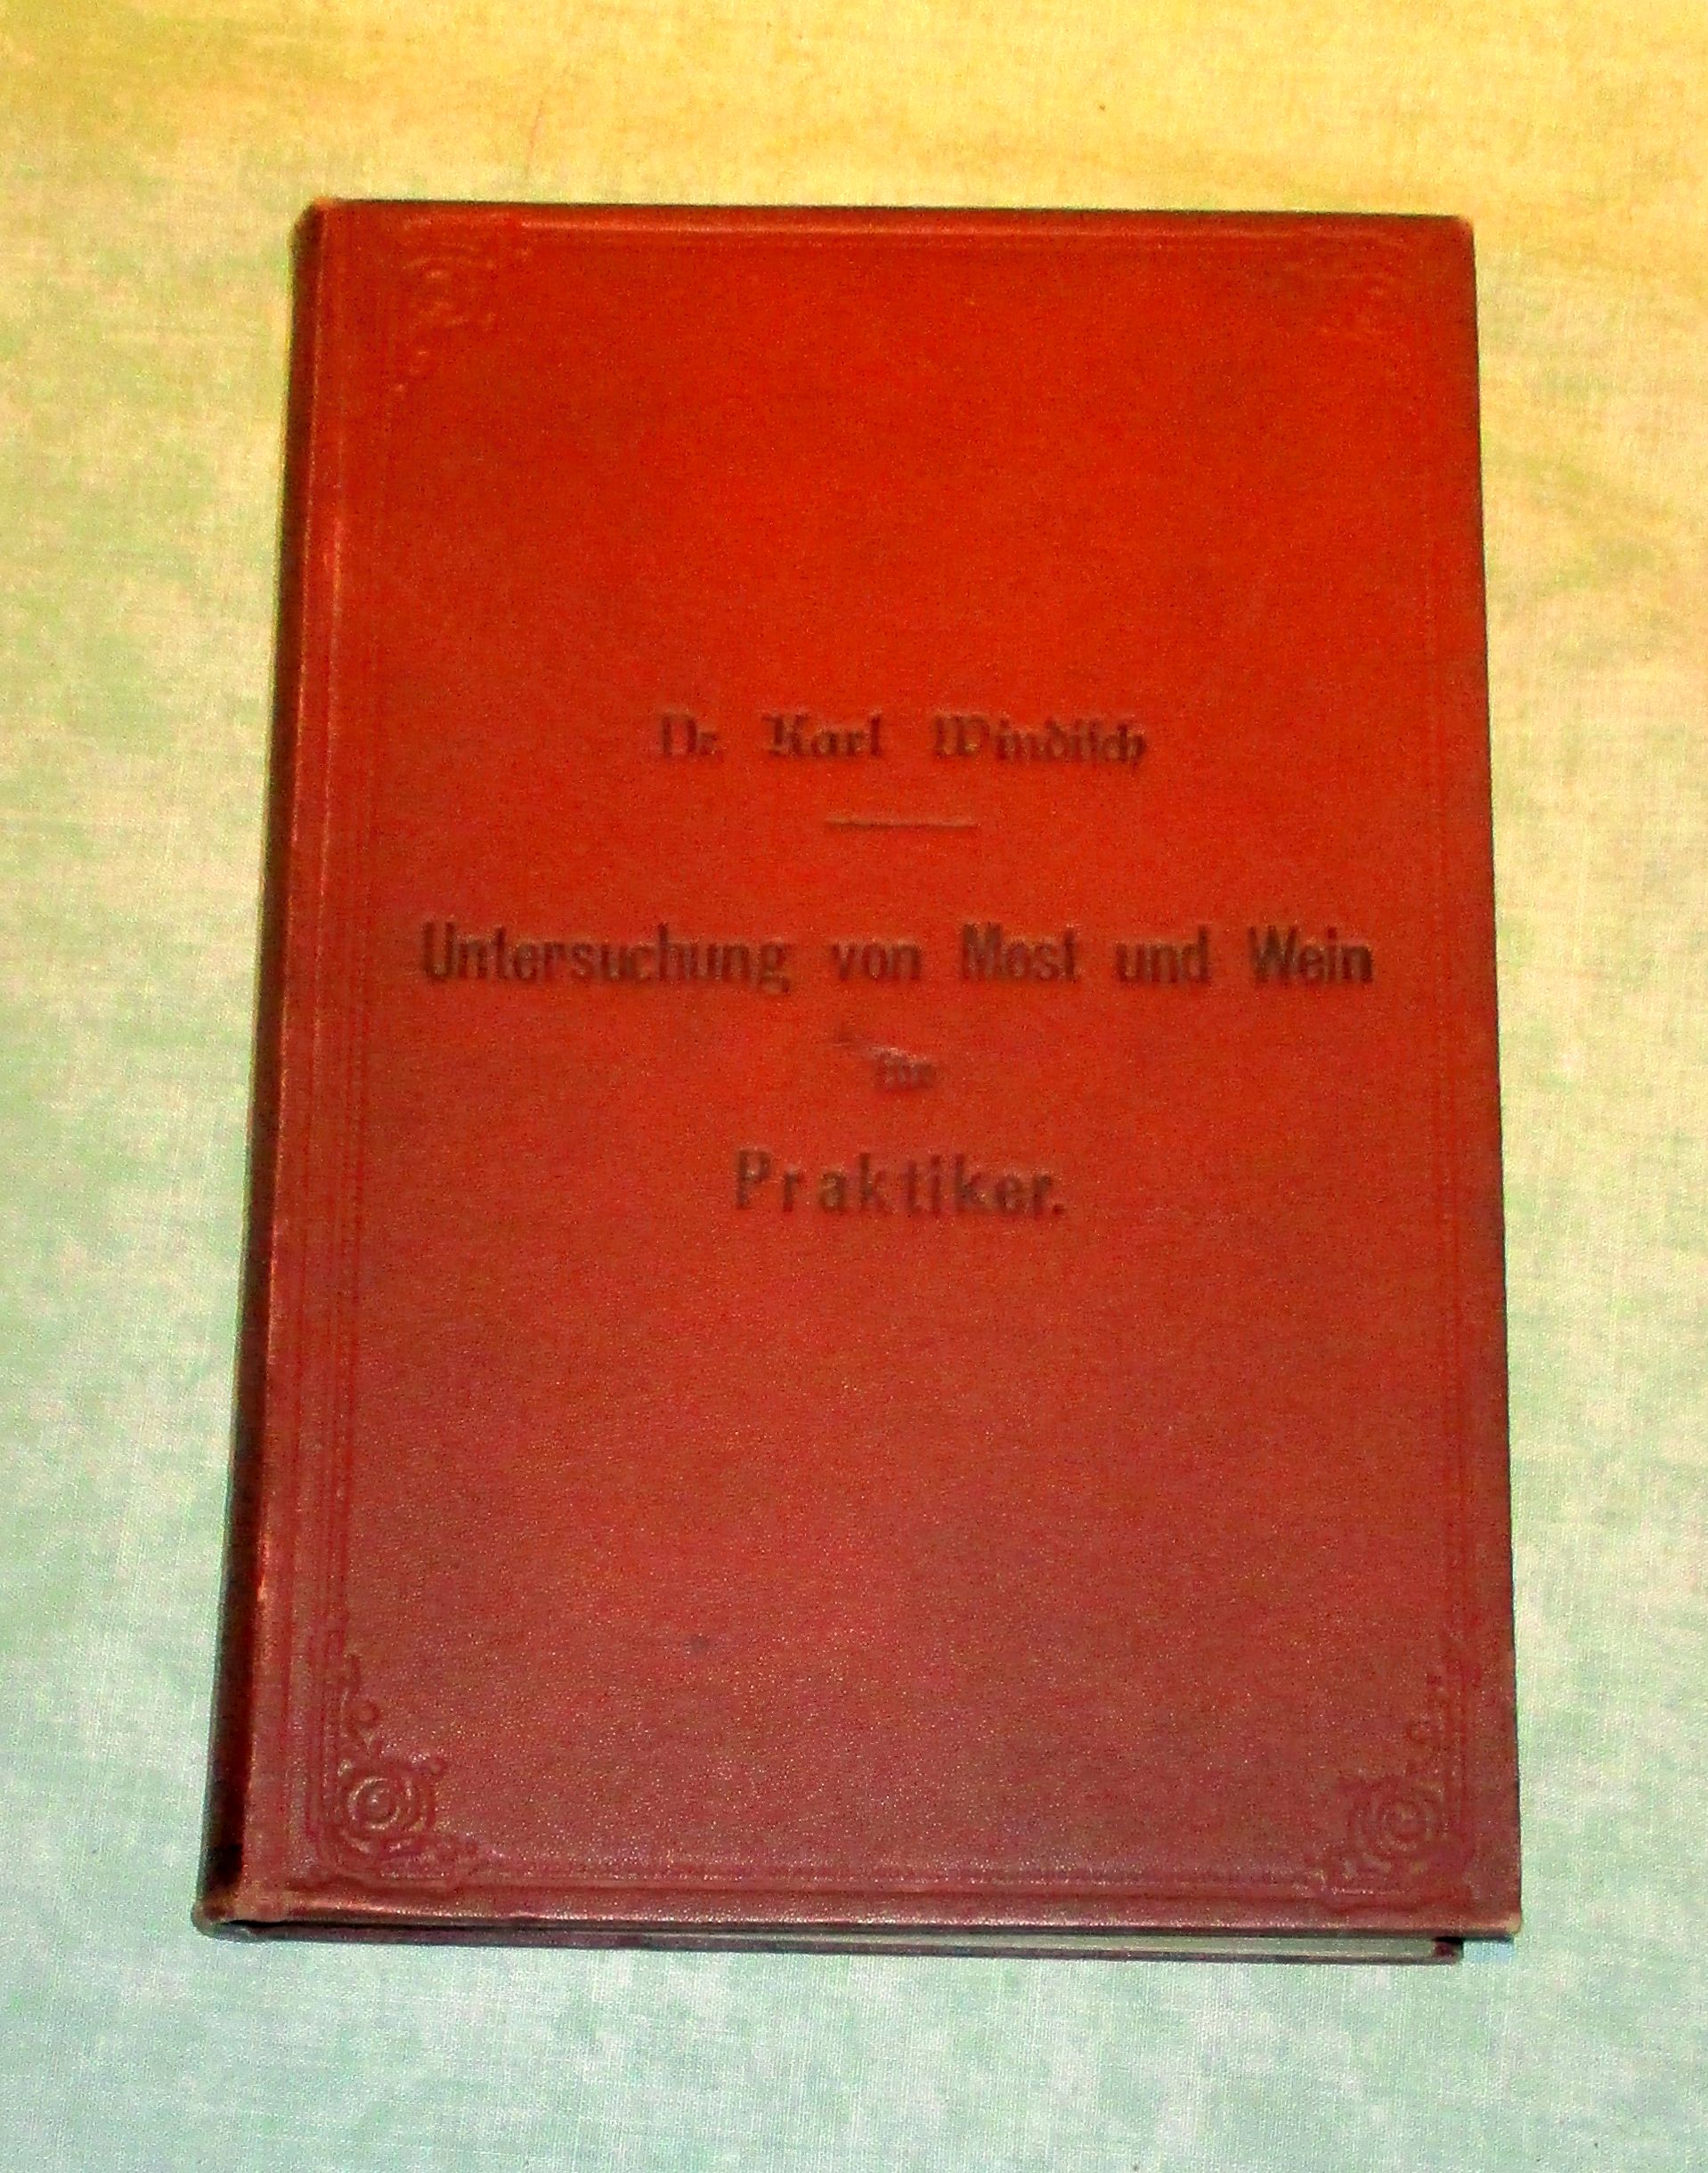 Dr. Karl Windisch
Untersuchung von Most und Wein
für
Praktiker.